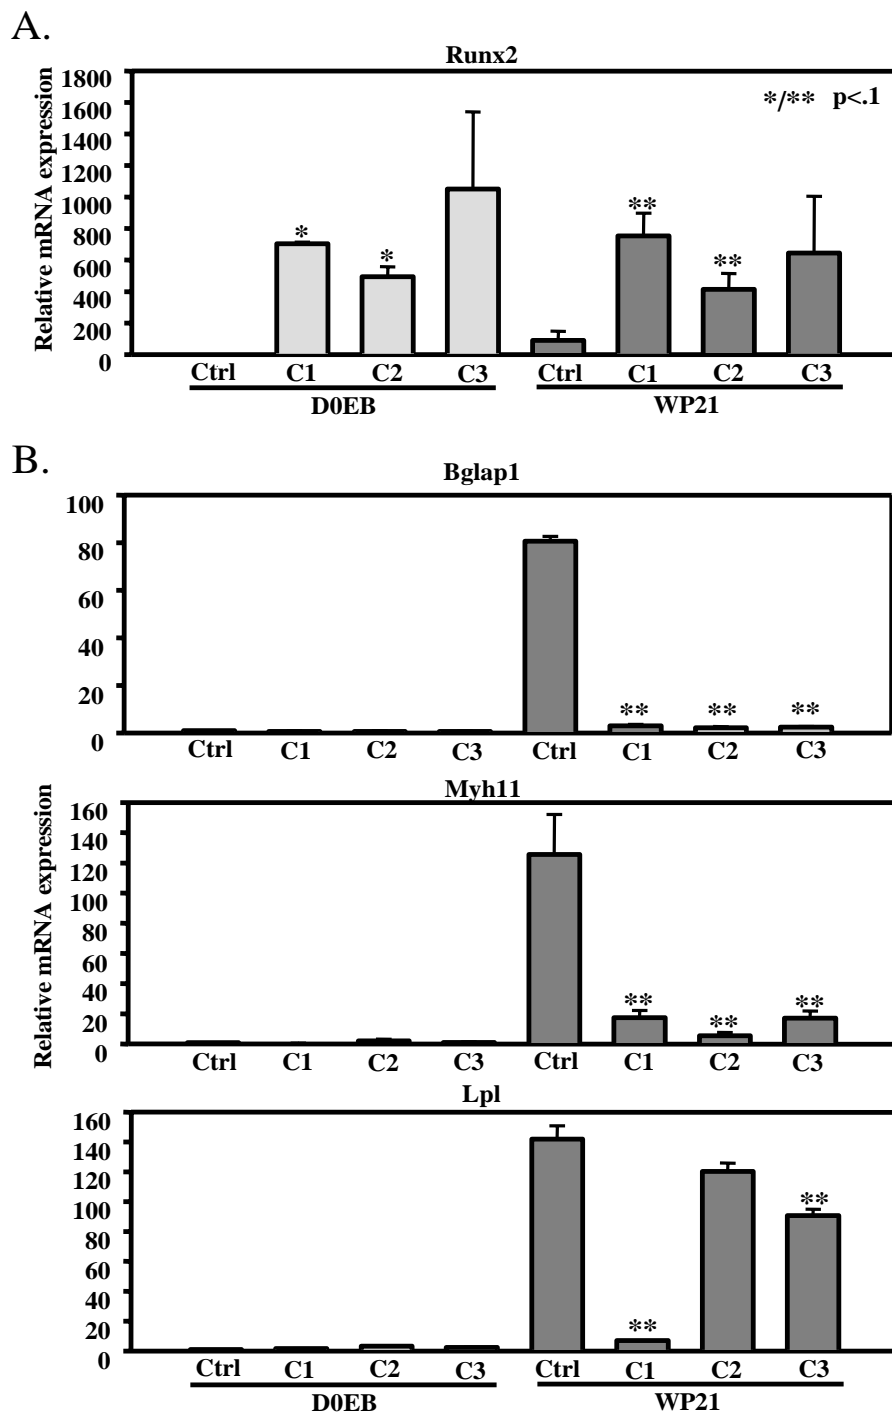 A.
Runx2
*/** p<.1
Relative mRNA expression
1800
1600
1400
1200
1000
800
600
400
200
0
*
*
**
**
Ctrl C1 C2 C3 Ctrl C1 C2 C3
D0EB WP21
B.
Bglap1
100
80
60
40
20
0
** ** **
Ctrl C1 C2 C3 Ctrl C1 C2 C3
Myh11
Relative mRNA expression
160
140
120
100
80
60
40
20
0
** ** **
Ctrl C1 C2 C3 Ctrl C1 C2 C3
Lpl
160
140
120
100
80
60
40
20
0
**
**
Ctrl C1 C2 C3 Ctrl C1 C2 C3
D0EB WP21